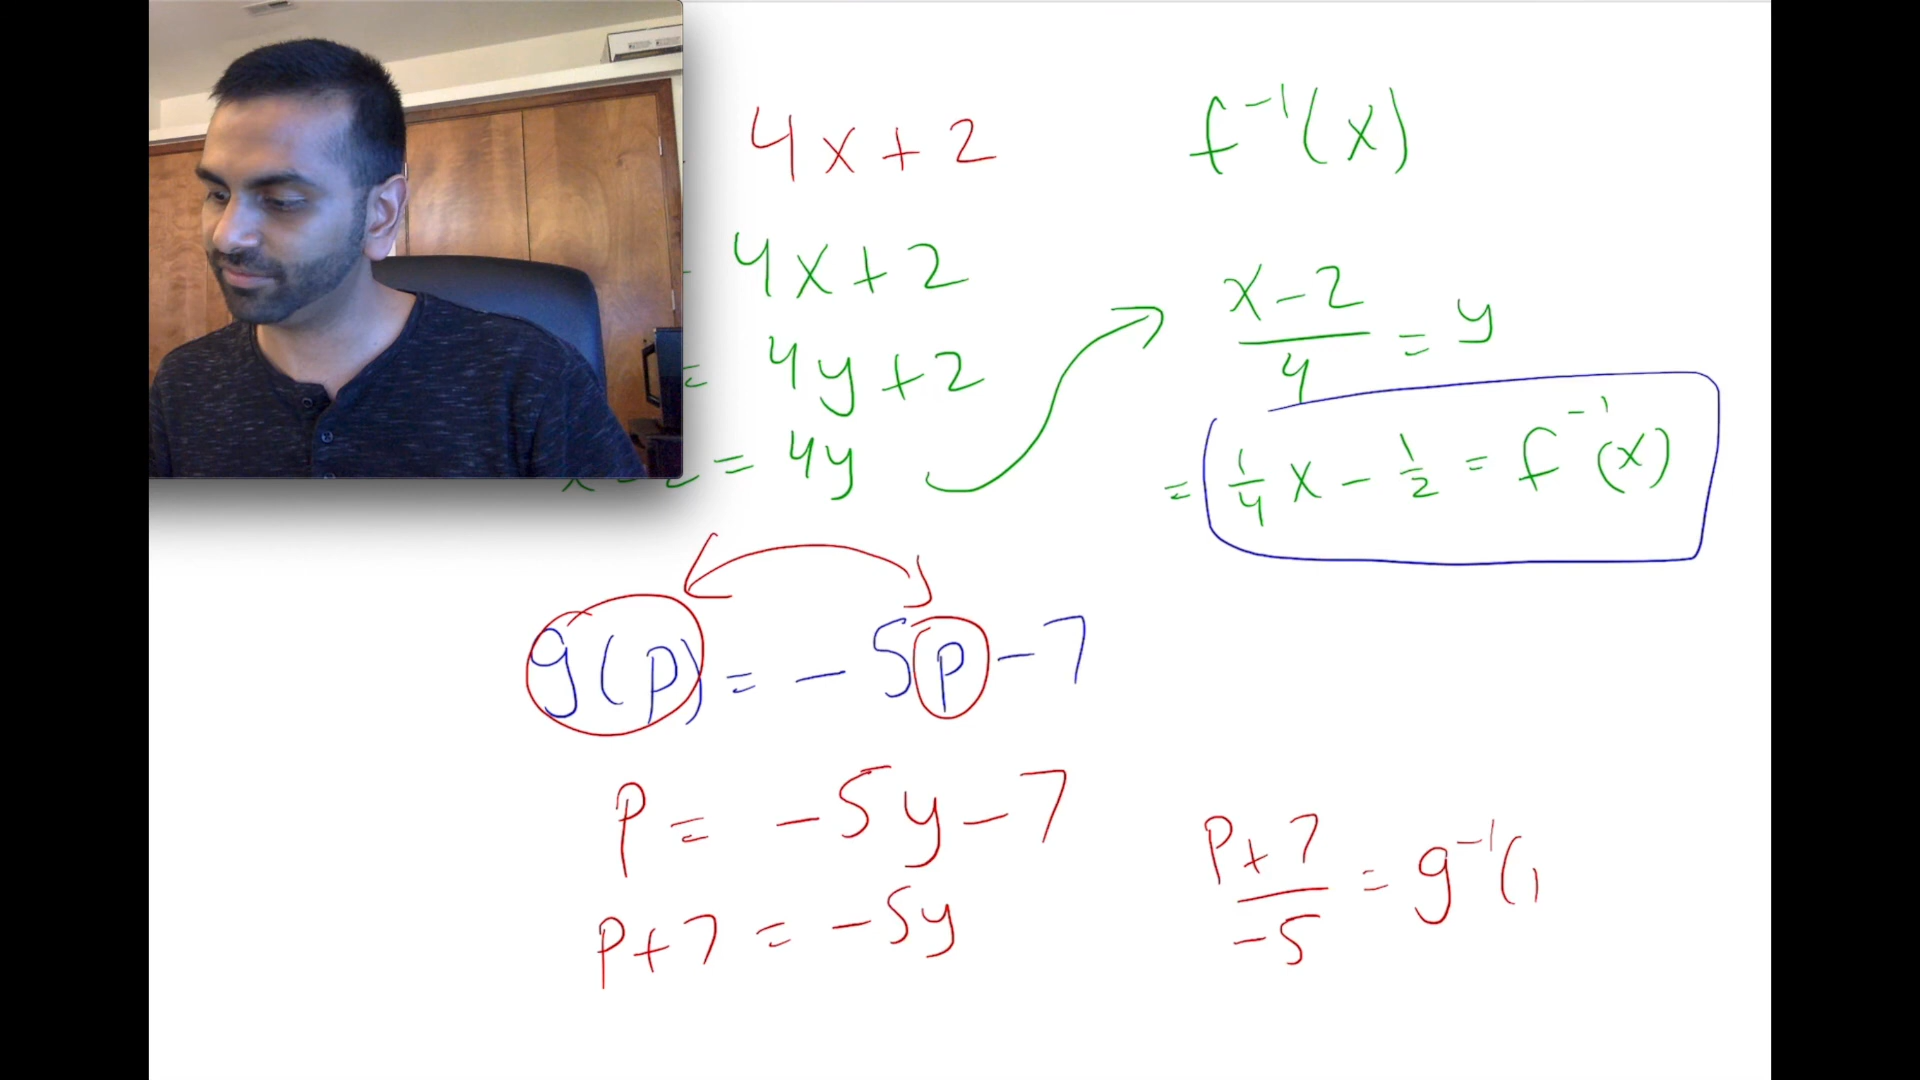 4x+2
f⁻¹(x)
4x+2
= 4y+2
= 4y
(x-2)/4 = y
= 1/4 x - 1/2 = f⁻¹(x)
g(p) = -5p-7
p = -5y-7
p+7 = -5y
(p+7)/-5 = g⁻¹(